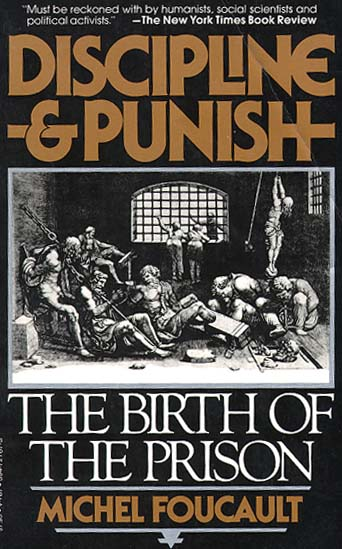 "Must be reckoned with by humanists, social scientists and
political activists." —The New York Times Book Review
DISCIPLINE
&PUNISH
THE BIRTH OF
THE PRISON
MICHEL FOUCAULT